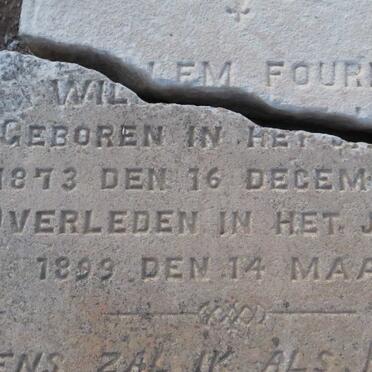 WILLEM FOUR
GEBOREN IN HET
1873 DEN 16 DECEM
OVERLEDEN IN HET J
1899 DEN 14 MAA
ENS ZAL IK ALS